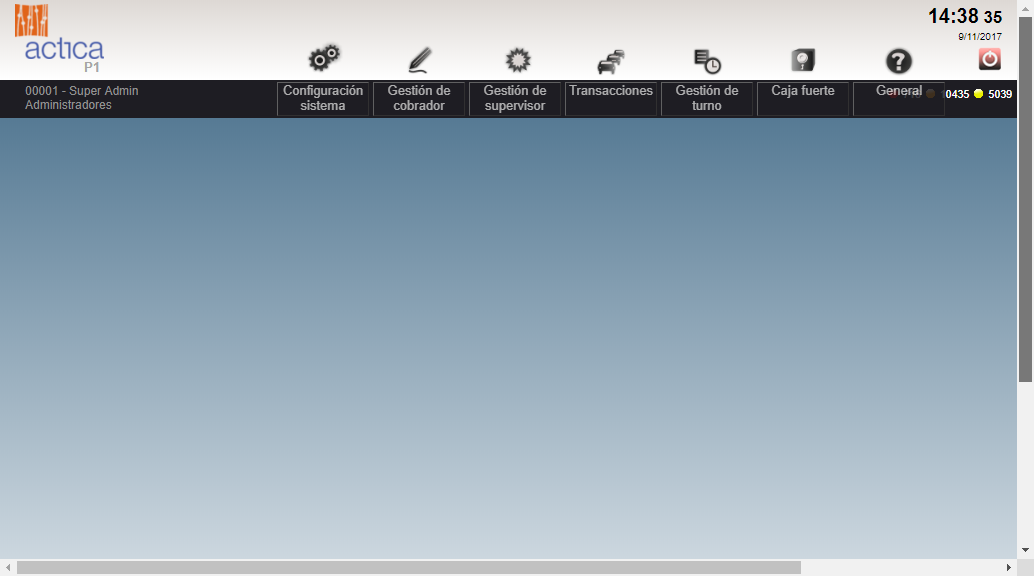 14:38 35
9/11/2017
actica
P1
00001 - Super Admin
Administradores
Configuración
sistema
Gestión de
cobrador
Gestión de
supervisor
Transacciones
Gestión de
turno
Caja fuerte
General
10435
5039